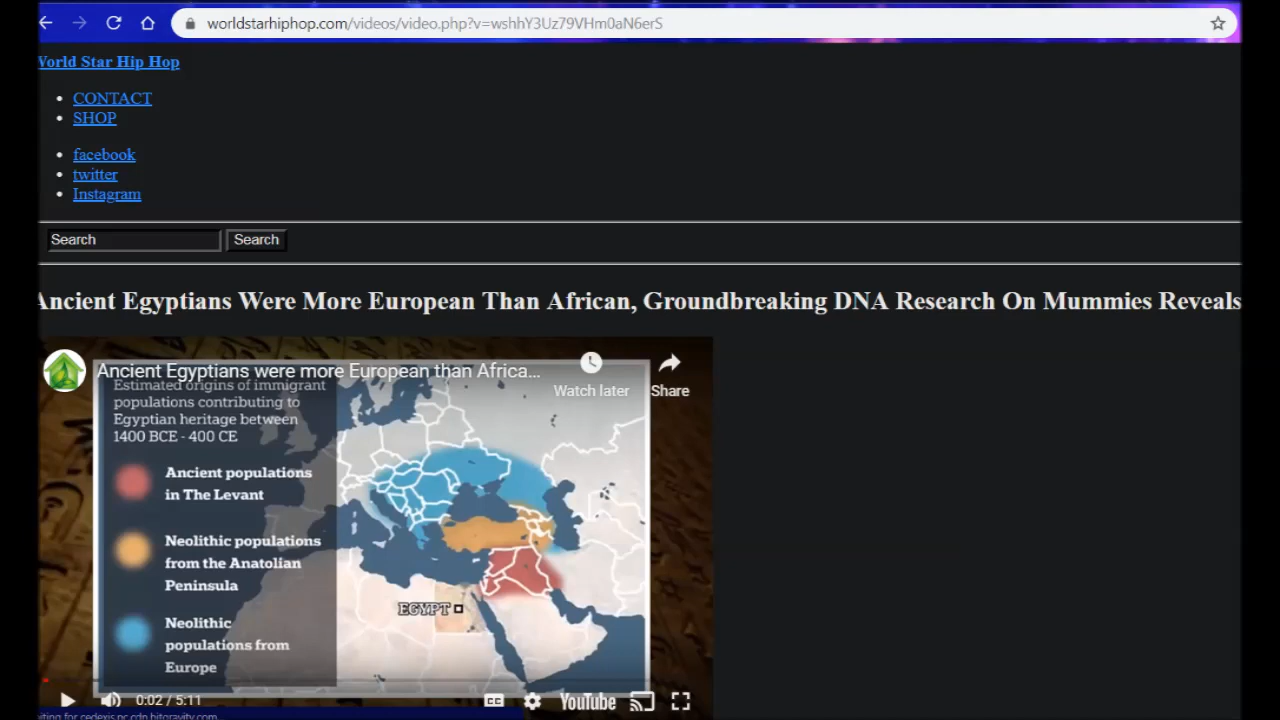 worldstarhiphop.com/videos/video.php?v=wshhY3Uz79VHm0aN6erS
World Star Hip Hop
CONTACT
SHOP
facebook
twitter
Instagram
Search Search
Ancient Egyptians Were More European Than African, Groundbreaking DNA Research On Mummies Reveals
Ancient Egyptians were more European than Africa...
Watch later
Share
Estimated origins of immigrant
populations contributing to
Egyptian heritage between
1400 BCE - 400 CE
Ancient populations
in The Levant
Neolithic populations
from the Anatolian
Peninsula
Neolithic
populations from
Europe
EGYPT
0:02 / 5:11
CC
YouTube